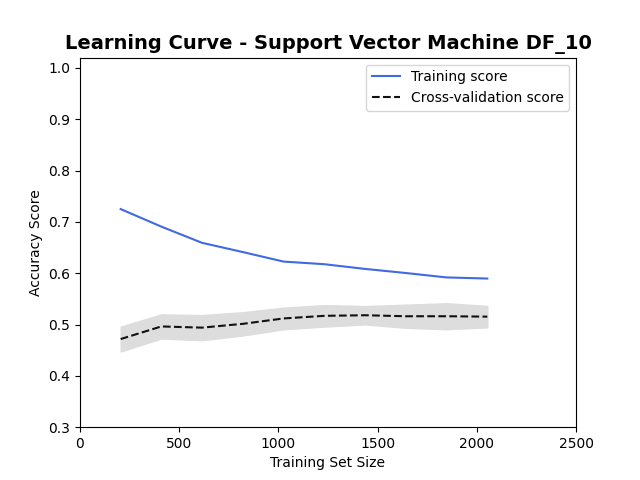 Learning Curve - Support Vector Machine DF_10
1.0
0.9
0.8
0.7
0.6
0.5
0.4
0.3
Accuracy Score
Training score
Cross-validation score
0 500 1000 1500 2000 2500
Training Set Size